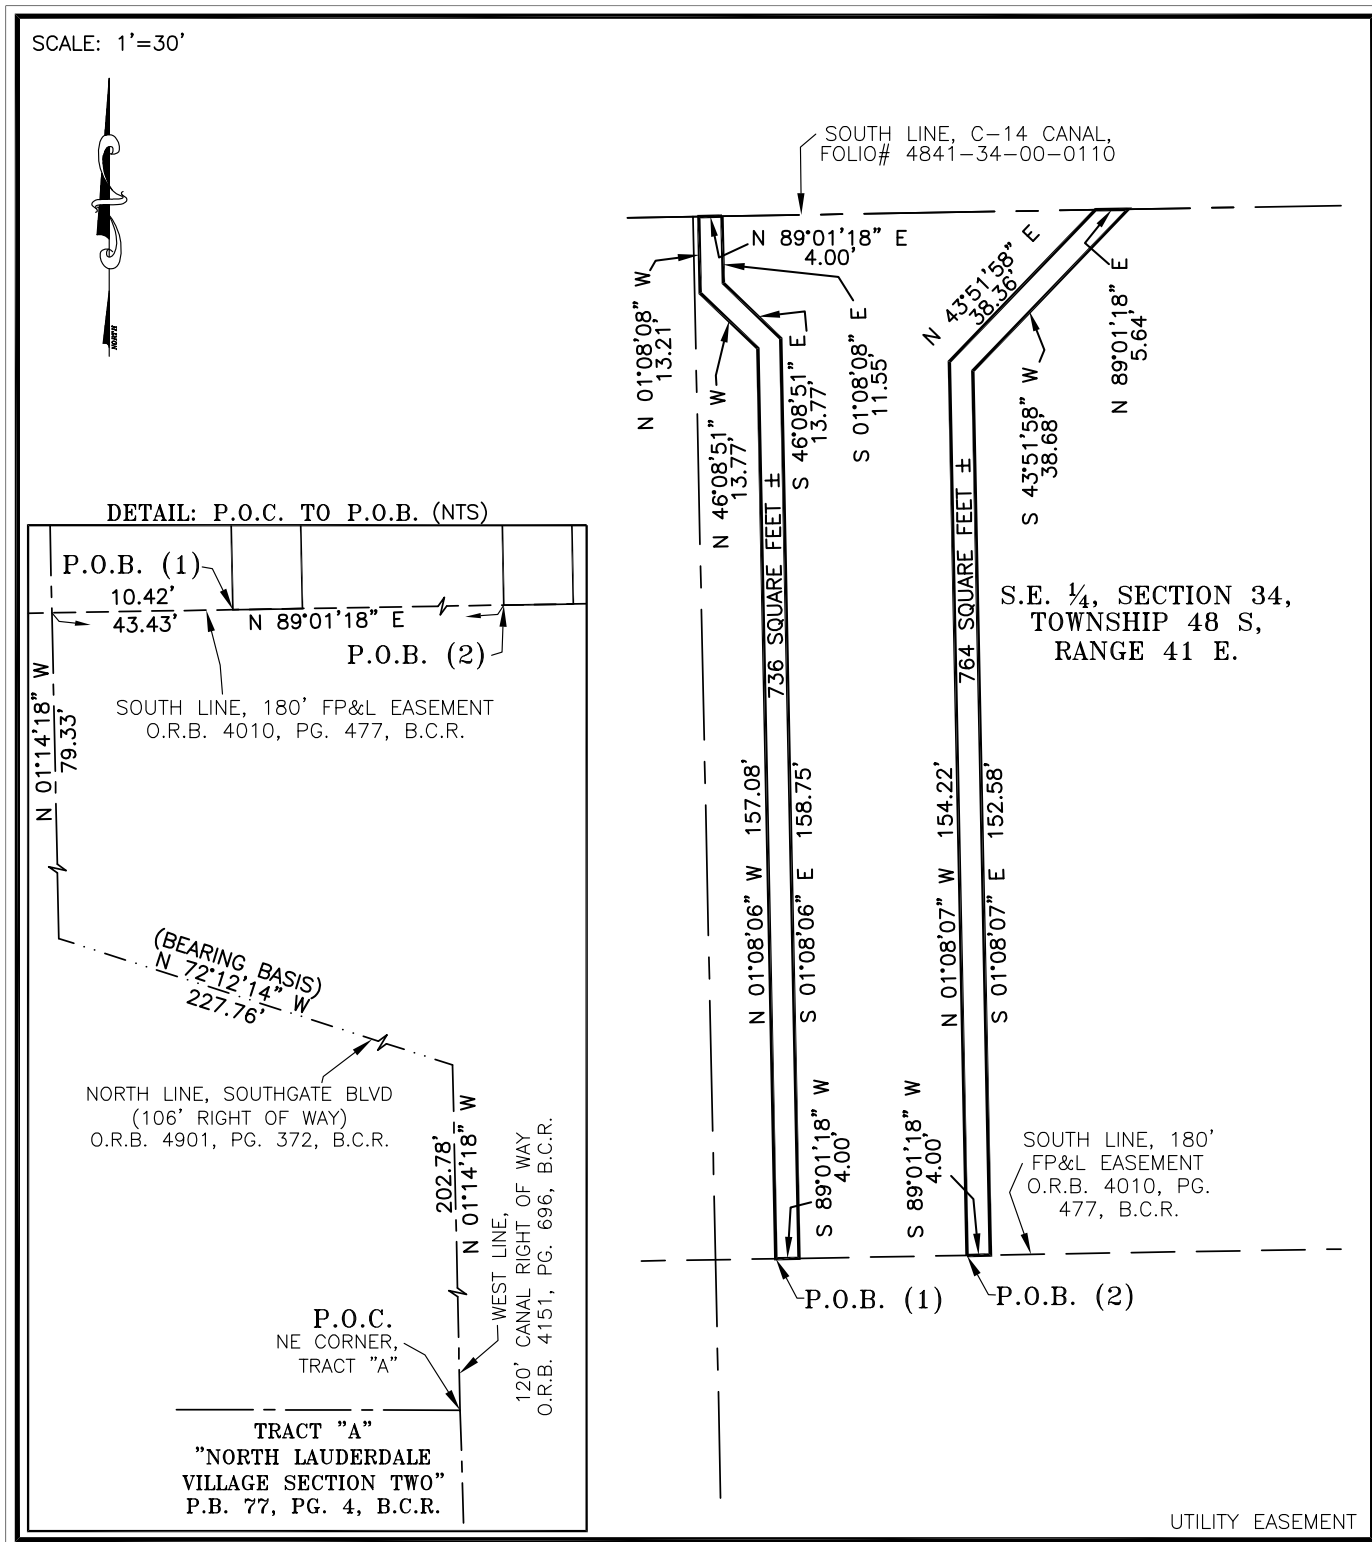 SCALE: 1'=30'
NORTH
SOUTH LINE, C-14 CANAL,
FOLIO# 4841-34-00-0110
N 89°01'18" E
4.00'
N 01°08'08" W
13.21'
N 46°08'51" W
13.77'
S 46°08'51" E
13.77'
S 01°08'08" E
11.55'
N 43°51'58" E
38.36'
S 43°51'58" W
38.68'
N 89°01'18" E
5.64'
736 SQUARE FEET ±
764 SQUARE FEET ±
S.E. ¼, SECTION 34,
TOWNSHIP 48 S,
RANGE 41 E.
N 01°08'06" W 157.08'
S 01°08'06" E 158.75'
N 01°08'07" W 154.22'
S 01°08'07" E 152.58'
S 89°01'18" W
4.00'
S 89°01'18" W
4.00'
SOUTH LINE, 180'
FP&L EASEMENT
O.R.B. 4010, PG.
477, B.C.R.
P.O.B. (1)
P.O.B. (2)
DETAIL: P.O.C. TO P.O.B. (NTS)
P.O.B. (1)
10.42'
43.43'
N 89°01'18" E
P.O.B. (2)
SOUTH LINE, 180' FP&L EASEMENT
O.R.B. 4010, PG. 477, B.C.R.
N 01°14'18" W
79.33'
(BEARING BASIS)
N 72°12'14" W
227.76'
NORTH LINE, SOUTHGATE BLVD
(106' RIGHT OF WAY)
O.R.B. 4901, PG. 372, B.C.R.
202.78'
N 01°14'18" W
WEST LINE,
120' CANAL RIGHT OF WAY
O.R.B. 4151, PG. 696, B.C.R.
P.O.C.
NE CORNER,
TRACT "A"
TRACT "A"
"NORTH LAUDERDALE
VILLAGE SECTION TWO"
P.B. 77, PG. 4, B.C.R.
UTILITY EASEMENT